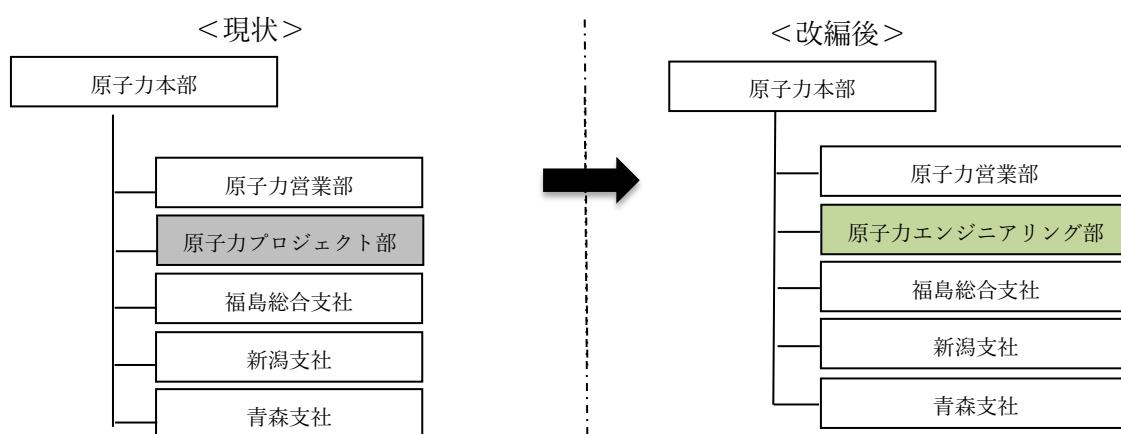 ＜現状＞
原子力本部
原子力営業部
原子力プロジェクト部
福島総合支社
新潟支社
青森支社
＜改編後＞
原子力本部
原子力営業部
原子力エンジニアリング部
福島総合支社
新潟支社
青森支社